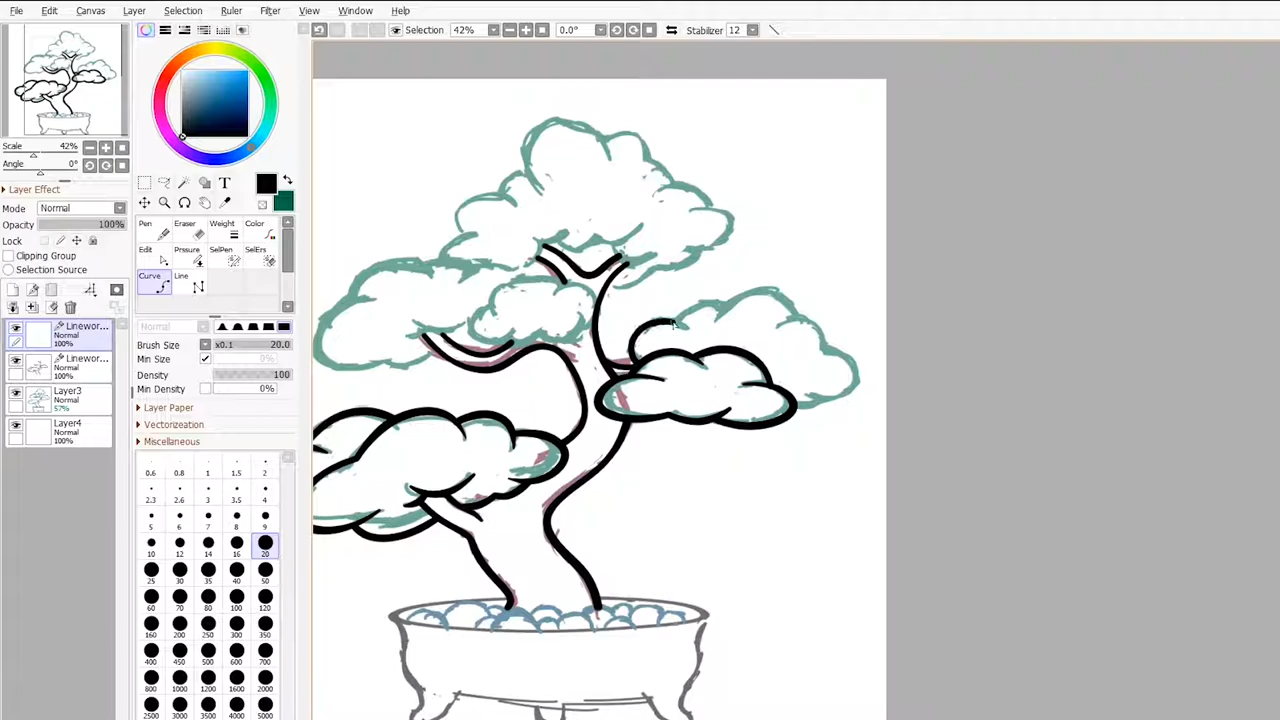 File Edit Canvas Layer Selection Ruler Filter Edit View Window Help
Selection 42% 0.0° Stabilizer 12
Scale 42%
Angle 0°
Layer Effect
Mode Normal
Opacity 100%
Lock
Clipping Group
Selection Source
Linewor...
Normal
100%
Linewor...
Normal
100%
Layer3
Normal
57%
Layer4
Normal
100%
T
Pen Eraser Weight Color
Edit Prssure SelPen SelErs
Curve Line
Normal
Brush Size x0.1 20.0
Min Size 0%
Density 100
Min Density 0%
Layer Paper
Vectorization
Miscellaneous
0.6 0.8 1 1.5 2
2.3 2.6 3 3.5 4
5 6 7 8 9
10 12 14 16 20
25 30 35 40 50
60 70 80 100 120
160 200 250 300 350
400 450 500 600 700
800 1000 1200 1600 2000
2500 3000 3500 4000 5000